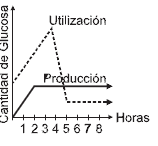 Cantidad de Glucosa
Utilización
Producción
1 2 3 4 5 6 7 8
Horas